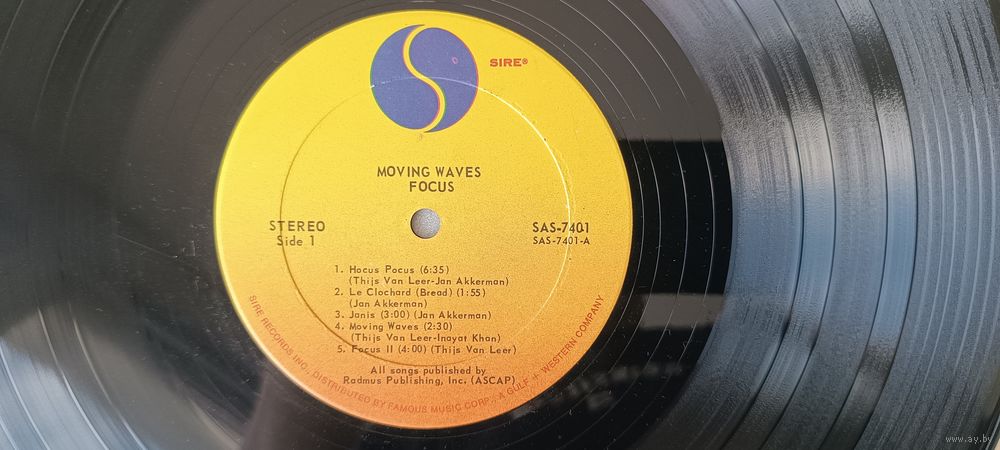 SIRE®
MOVING WAVES
FOCUS
STEREO
Side 1
SAS-7401
SAS-7401-A
1. Hocus Pocus (6:35)
(Thijs Van Leer-Jan Akkerman)
2. Le Clochard (Bread) (1:55)
(Jan Akkerman)
3. Janis (3:00) (Jan Akkerman)
4. Moving Waves (2:30)
(Thijs Van Leer-Inayat Khan)
5. Focus II (4:00) (Thijs Van Leer)
All songs published by
Radmus Publishing, Inc. (ASCAP)
SIRE RECORDS INC., DISTRIBUTED BY FAMOUS MUSIC CORP. A GULF + WESTERN COMPANY
www.ay.by